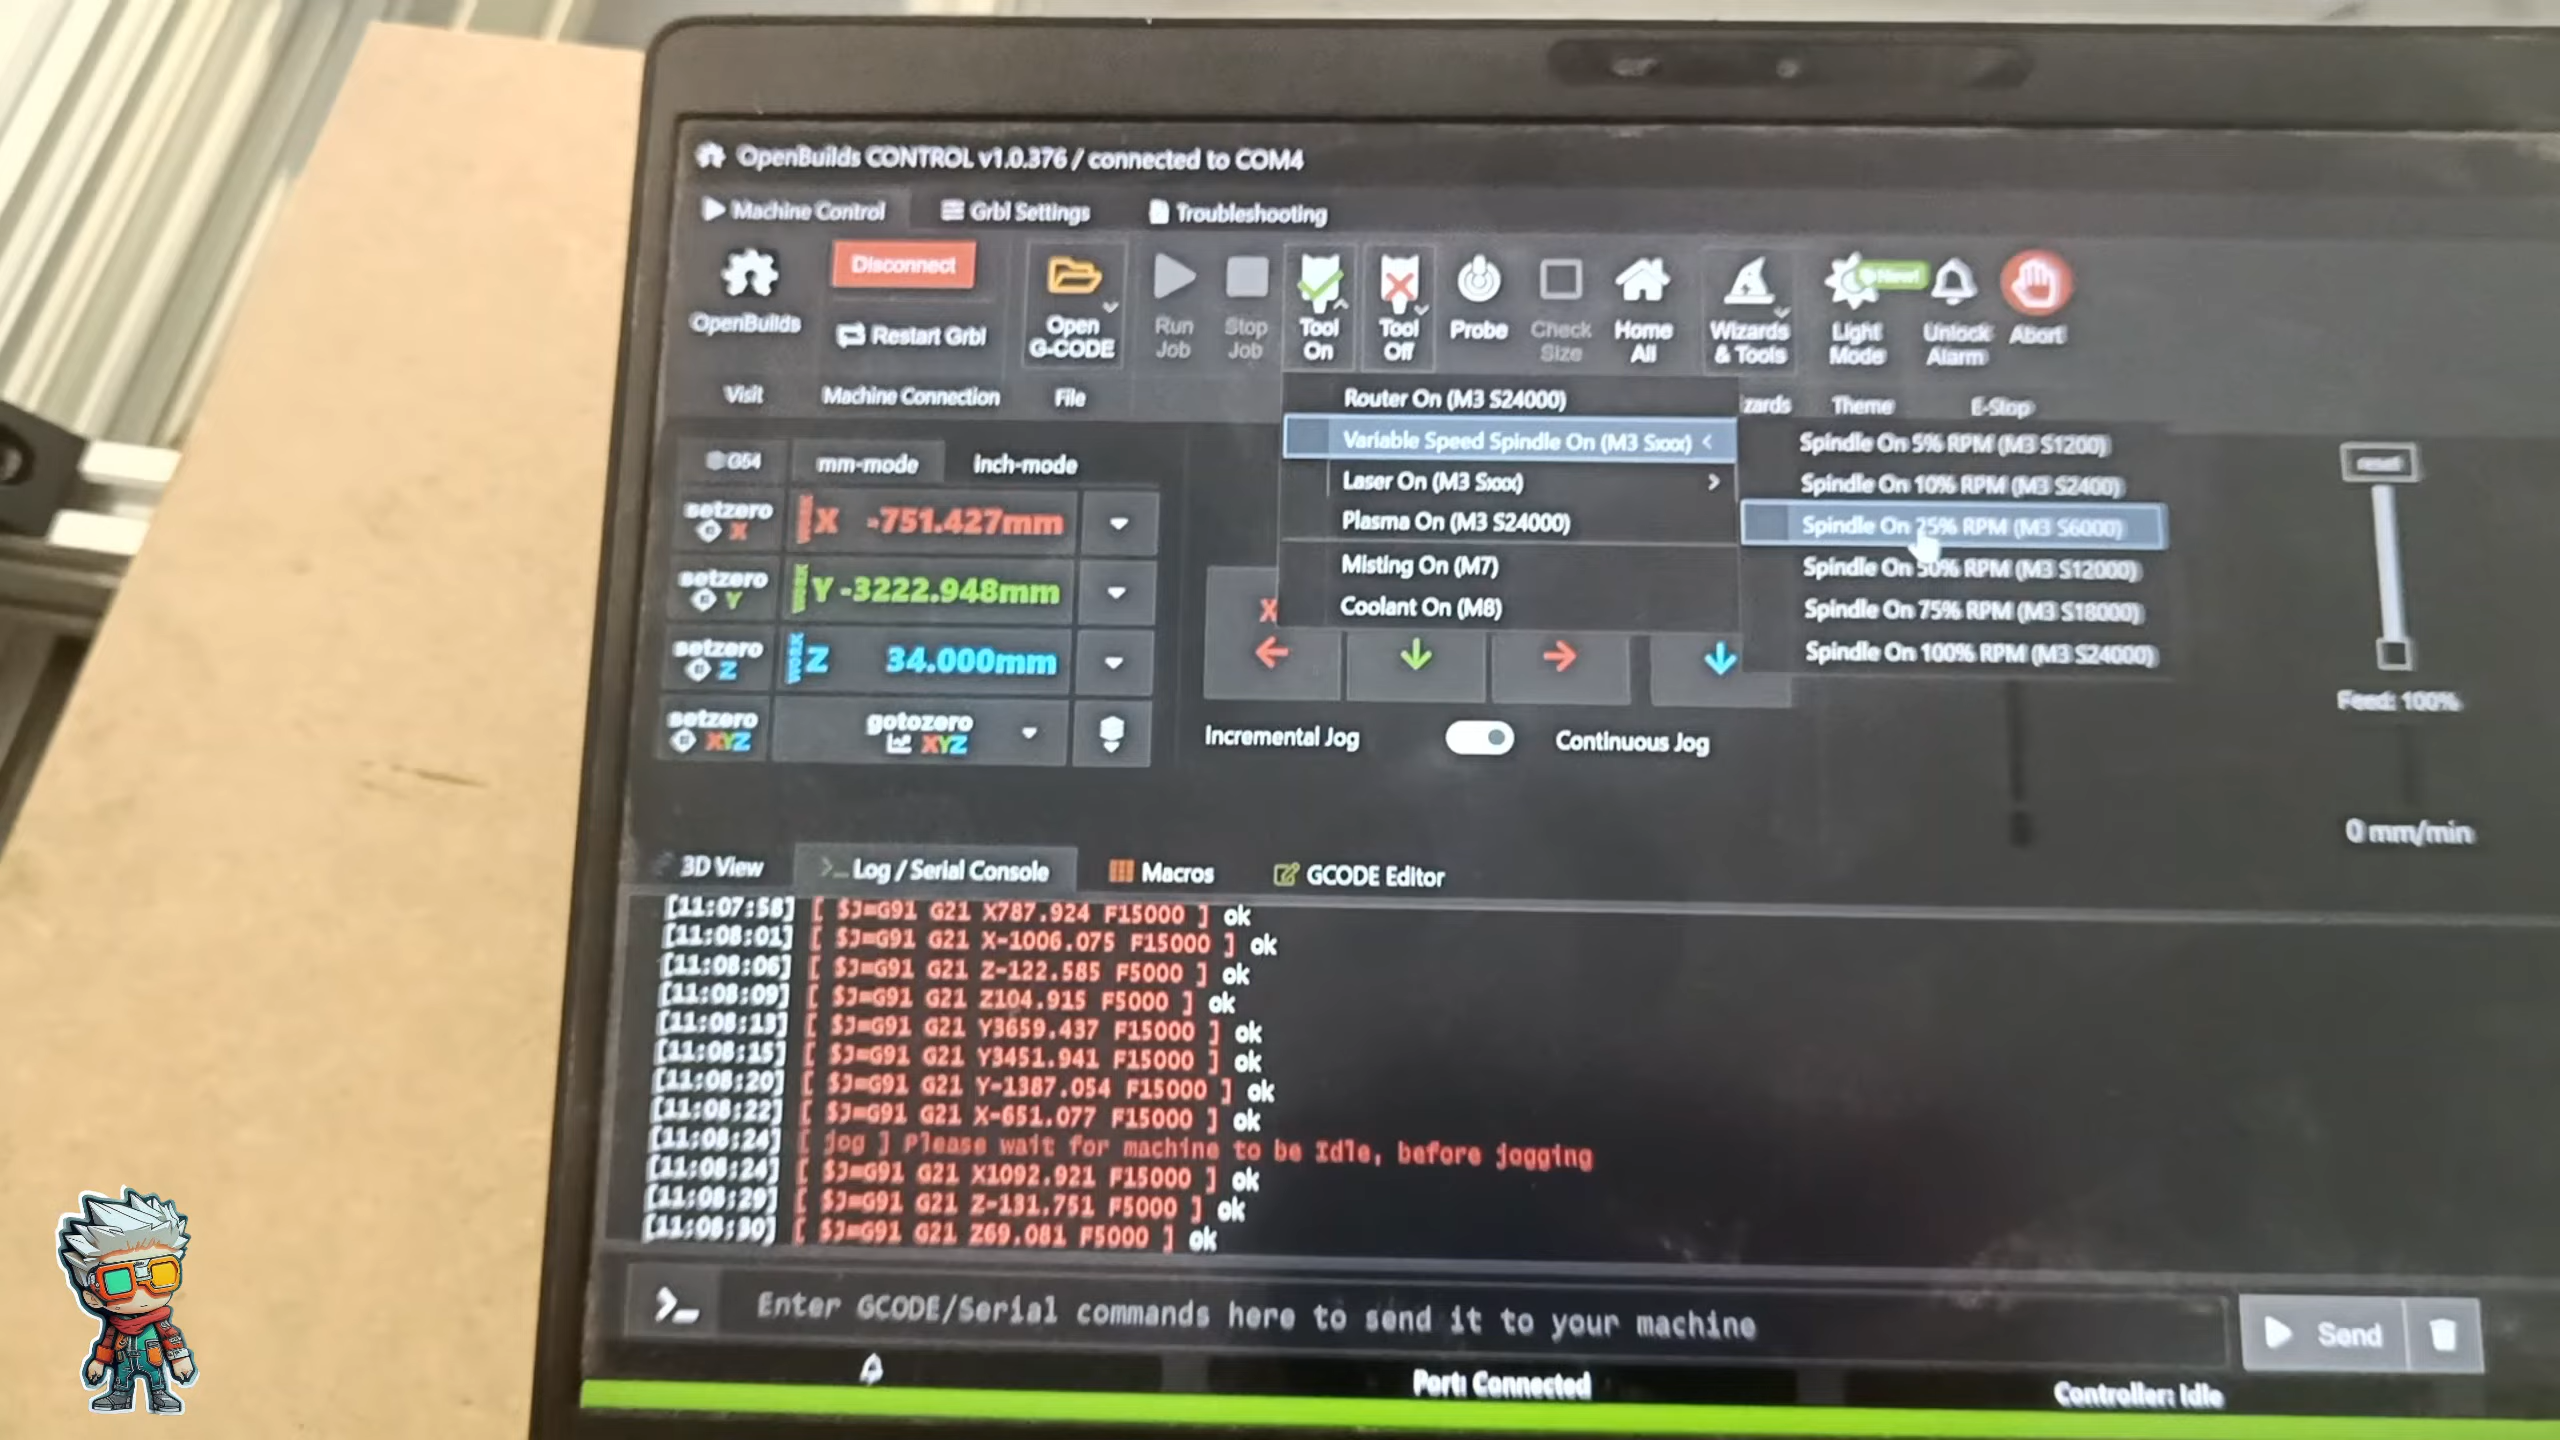 OpenBuilds CONTROL v1.0.376 / connected to COM4
Machine Control
Grbl Settings
Troubleshooting
OpenBuilds
Disconnect
Restart Grbl
Open G-CODE
Run Job
Stop Job
Tool On
Tool Off
Probe
Check Size
Home All
Wizards & Tools
New!
Light Mode
Unlock Alarm
Abort
Visit
Machine Connection
File
zards
Theme
E-Stop
Router On (M3 S24000)
Variable Speed Spindle On (M3 Sxxx)
Laser On (M3 Sxxx)
Plasma On (M3 S24000)
Misting On (M7)
Coolant On (M8)
Spindle On 5% RPM (M3 S1200)
Spindle On 10% RPM (M3 S2400)
Spindle On 25% RPM (M3 S6000)
Spindle On 50% RPM (M3 S12000)
Spindle On 75% RPM (M3 S18000)
Spindle On 100% RPM (M3 S24000)
G54
mm-mode
inch-mode
setzero X
WORK X -751.427mm
setzero Y
WORK Y -3222.948mm
setzero Z
WORK Z 34.000mm
setzero XYZ
gotozero XYZ
X
Incremental Jog
Continuous Jog
reset
Feed: 100%
0 mm/min
3D View
Log / Serial Console
Macros
GCODE Editor
[11:07:58] [ $J=G91 G21 X787.924 F15000 ] ok
[11:08:01] [ $J=G91 G21 X-1006.075 F15000 ] ok
[11:08:06] [ $J=G91 G21 Z-122.585 F5000 ] ok
[11:08:09] [ $J=G91 G21 Z104.915 F5000 ] ok
[11:08:13] [ $J=G91 G21 Y3659.437 F15000 ] ok
[11:08:15] [ $J=G91 G21 Y3451.941 F15000 ] ok
[11:08:20] [ $J=G91 G21 Y-1387.054 F15000 ] ok
[11:08:22] [ $J=G91 G21 X-651.077 F15000 ] ok
[11:08:24] [ jog ] Please wait for machine to be Idle, before jogging
[11:08:24] [ $J=G91 G21 X1092.921 F15000 ] ok
[11:08:29] [ $J=G91 G21 Z-131.751 F5000 ] ok
[11:08:30] [ $J=G91 G21 Z69.081 F5000 ] ok
Enter GCODE/Serial commands here to send it to your machine
Send
Port: Connected
Controller: Idle